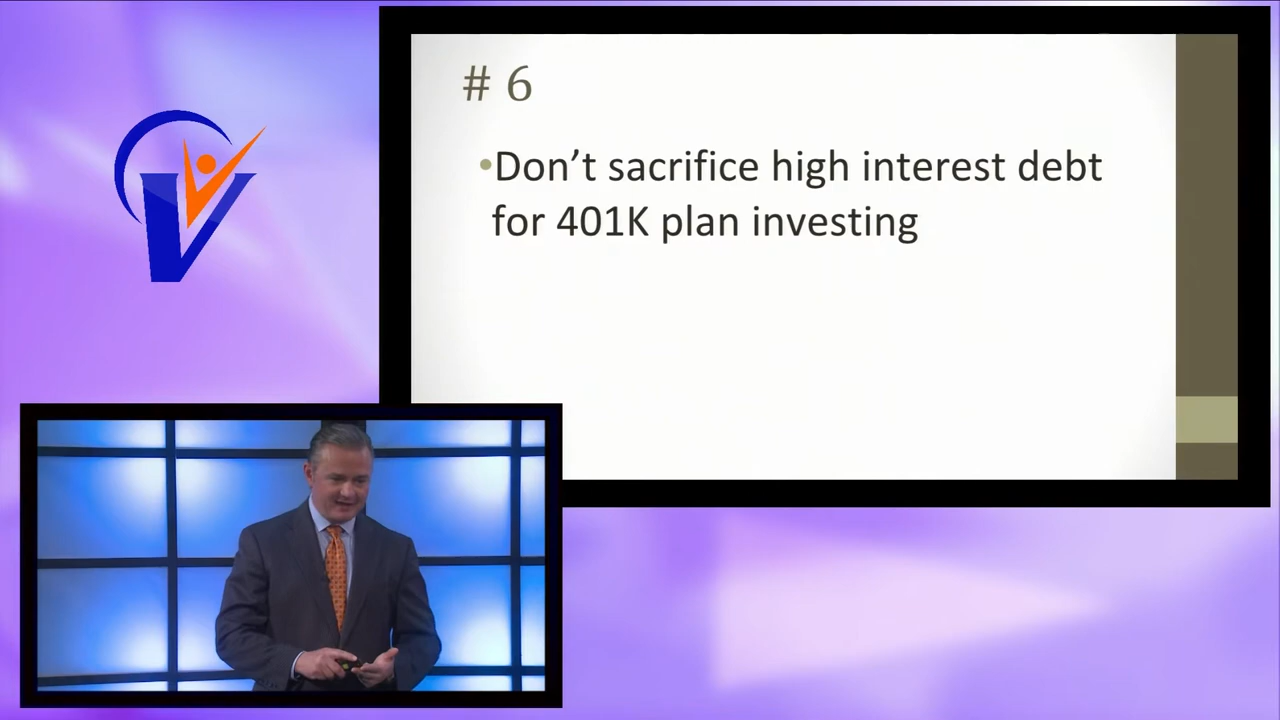 # 6
•Don’t sacrifice high interest debt
for 401K plan investing